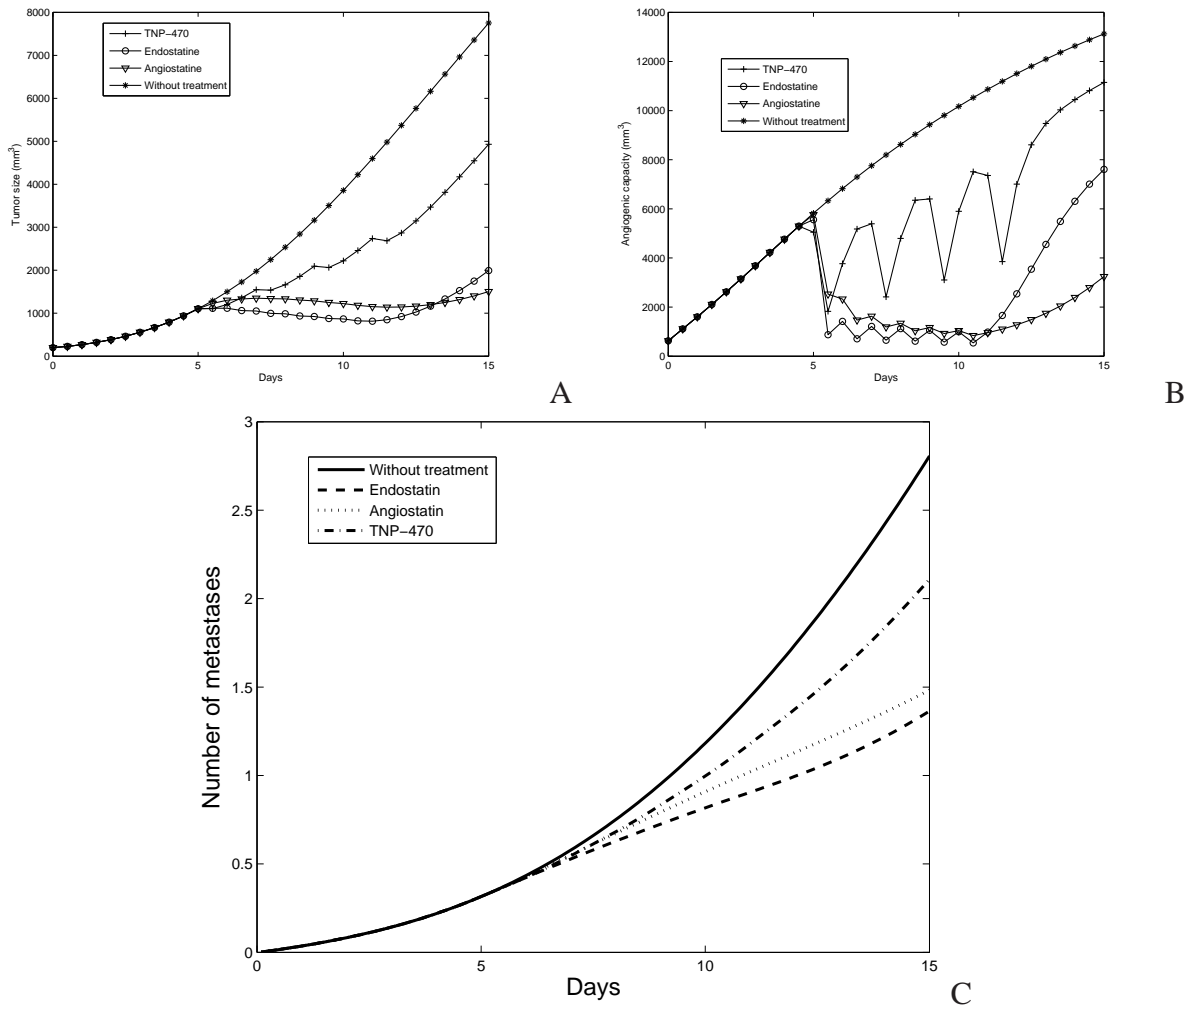 8000
7000
6000
5000
4000
3000
2000
1000
0
Tumor size (mm3)
TNP−470
Endostatine
Angiostatine
Without treatment
0 5 10 15
Days
A
14000
12000
10000
8000
6000
4000
2000
0
Angiogenic capacity (mm3)
TNP−470
Endostatine
Angiostatine
Without treatment
0 5 10 15
Days
B
3
2.5
2
1.5
1
0.5
0
Number of metastases
Without treatment
Endostatin
Angiostatin
TNP−470
0 5 10 15
Days
C